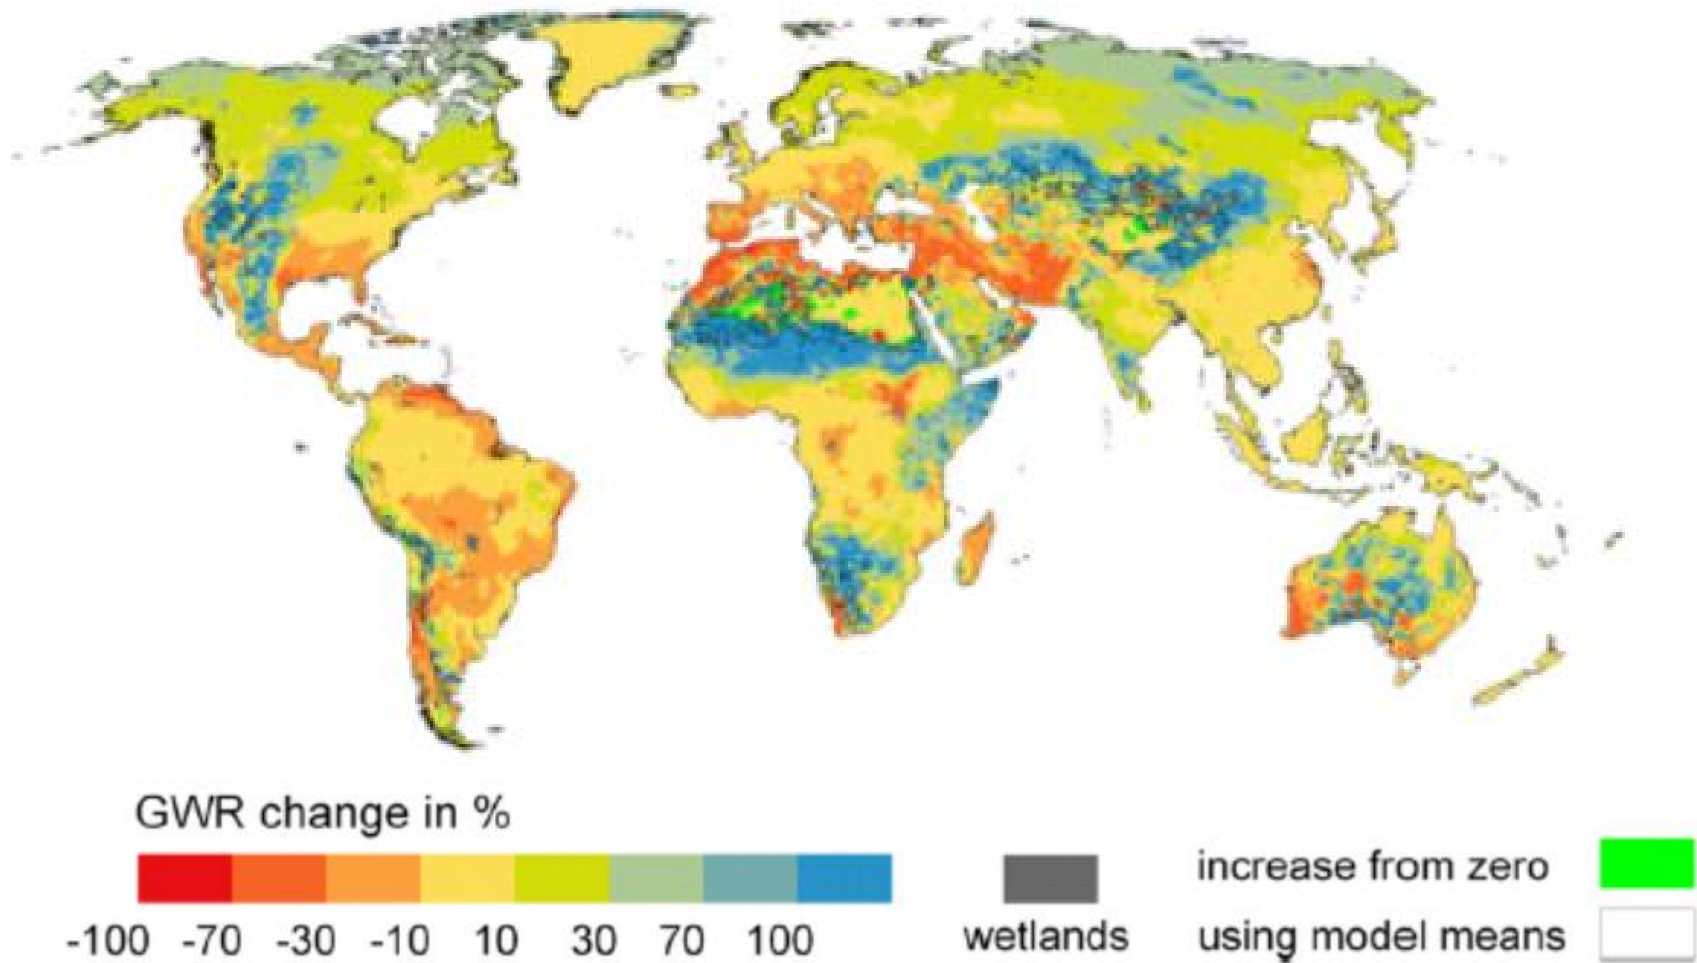 GWR change in %
-100 -70 -30 -10 10 30 70 100
wetlands
increase from zero
using model means